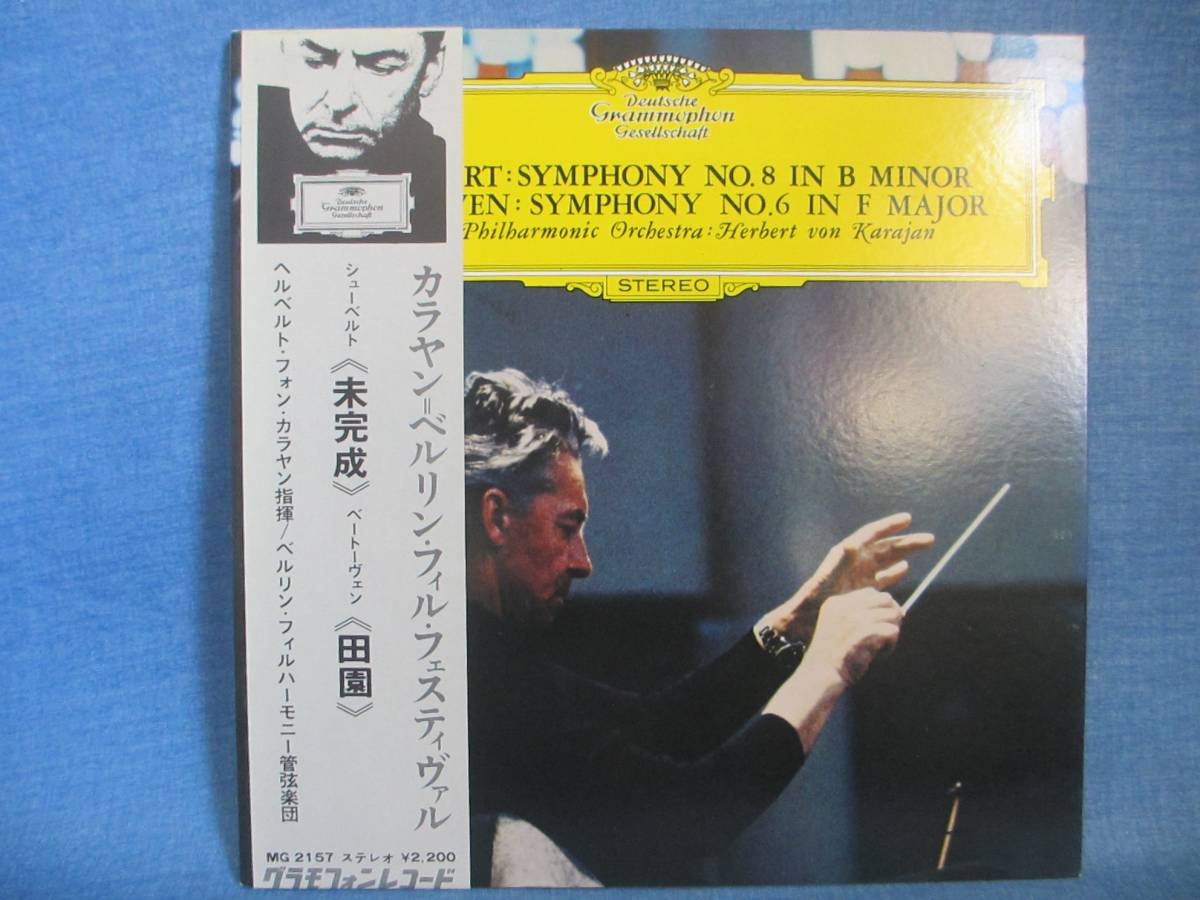 Deutsche
Grammophon
Gesellschaft
RT: SYMPHONY NO. 8 IN B MINOR
VEN: SYMPHONY NO. 6 IN F MAJOR
Philharmonic Orchestra: Herbert von Karajan
STEREO
Deutsche
Grammophon
Gesellschaft
カラヤン=ベルリン・フィル・フェスティヴァル
シューベルト《未完成》ベートーヴェン《田園》
ヘルベルト・フォン・カラヤン指揮/ベルリン・フィルハーモニー管弦楽団
MG 2157 ステレオ ¥2,200
グラモフォンレコード